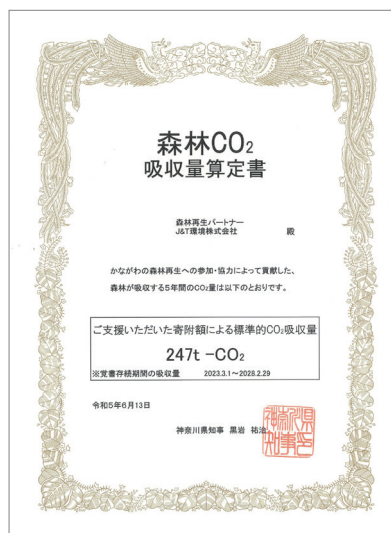 森林CO₂
吸収量算定書
森林再生パートナー
J&T環境株式会社 殿
かながわの森林再生への参加・協力によって貢献した、
森林が吸収する5年間のCO₂量は以下のとおりです。
ご支援いただいた寄附額による標準的CO₂吸収量
247t -CO₂
※覚書存続期間の吸収量 2023.3.1～2028.2.29
令和5年6月13日
神奈川県知事 黒岩 祐治
神奈川県知事印